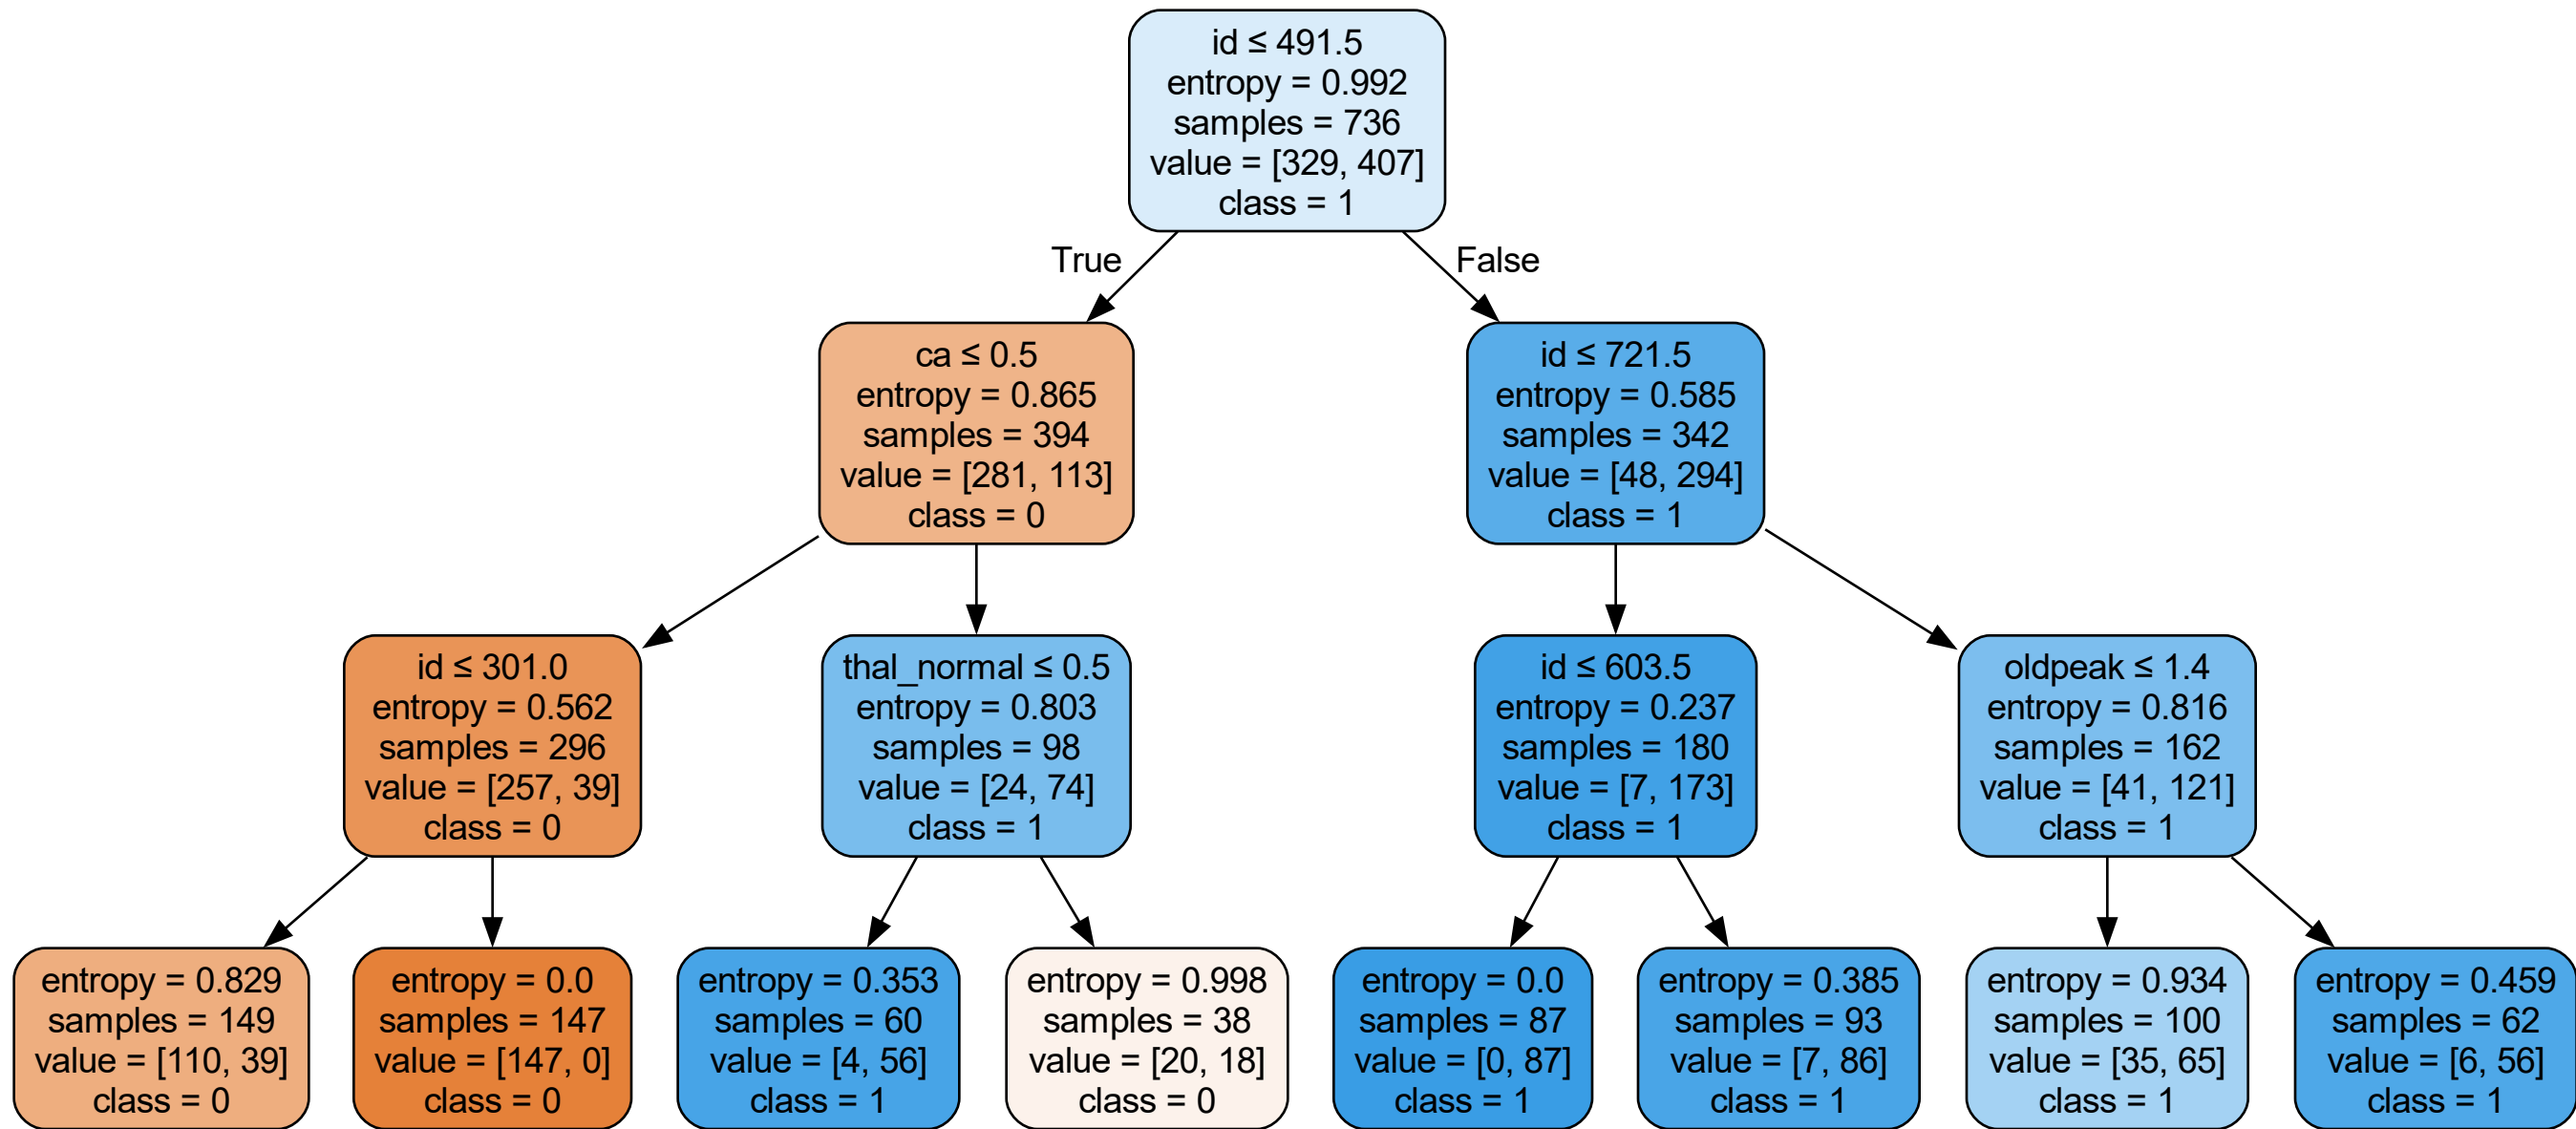 id ≤ 491.5
entropy = 0.992
samples = 736
value = [329, 407]
class = 1
True
False
ca ≤ 0.5
entropy = 0.865
samples = 394
value = [281, 113]
class = 0
id ≤ 721.5
entropy = 0.585
samples = 342
value = [48, 294]
class = 1
id ≤ 301.0
entropy = 0.562
samples = 296
value = [257, 39]
class = 0
thal_normal ≤ 0.5
entropy = 0.803
samples = 98
value = [24, 74]
class = 1
id ≤ 603.5
entropy = 0.237
samples = 180
value = [7, 173]
class = 1
oldpeak ≤ 1.4
entropy = 0.816
samples = 162
value = [41, 121]
class = 1
entropy = 0.829
samples = 149
value = [110, 39]
class = 0
entropy = 0.0
samples = 147
value = [147, 0]
class = 0
entropy = 0.353
samples = 60
value = [4, 56]
class = 1
entropy = 0.998
samples = 38
value = [20, 18]
class = 0
entropy = 0.0
samples = 87
value = [0, 87]
class = 1
entropy = 0.385
samples = 93
value = [7, 86]
class = 1
entropy = 0.934
samples = 100
value = [35, 65]
class = 1
entropy = 0.459
samples = 62
value = [6, 56]
class = 1